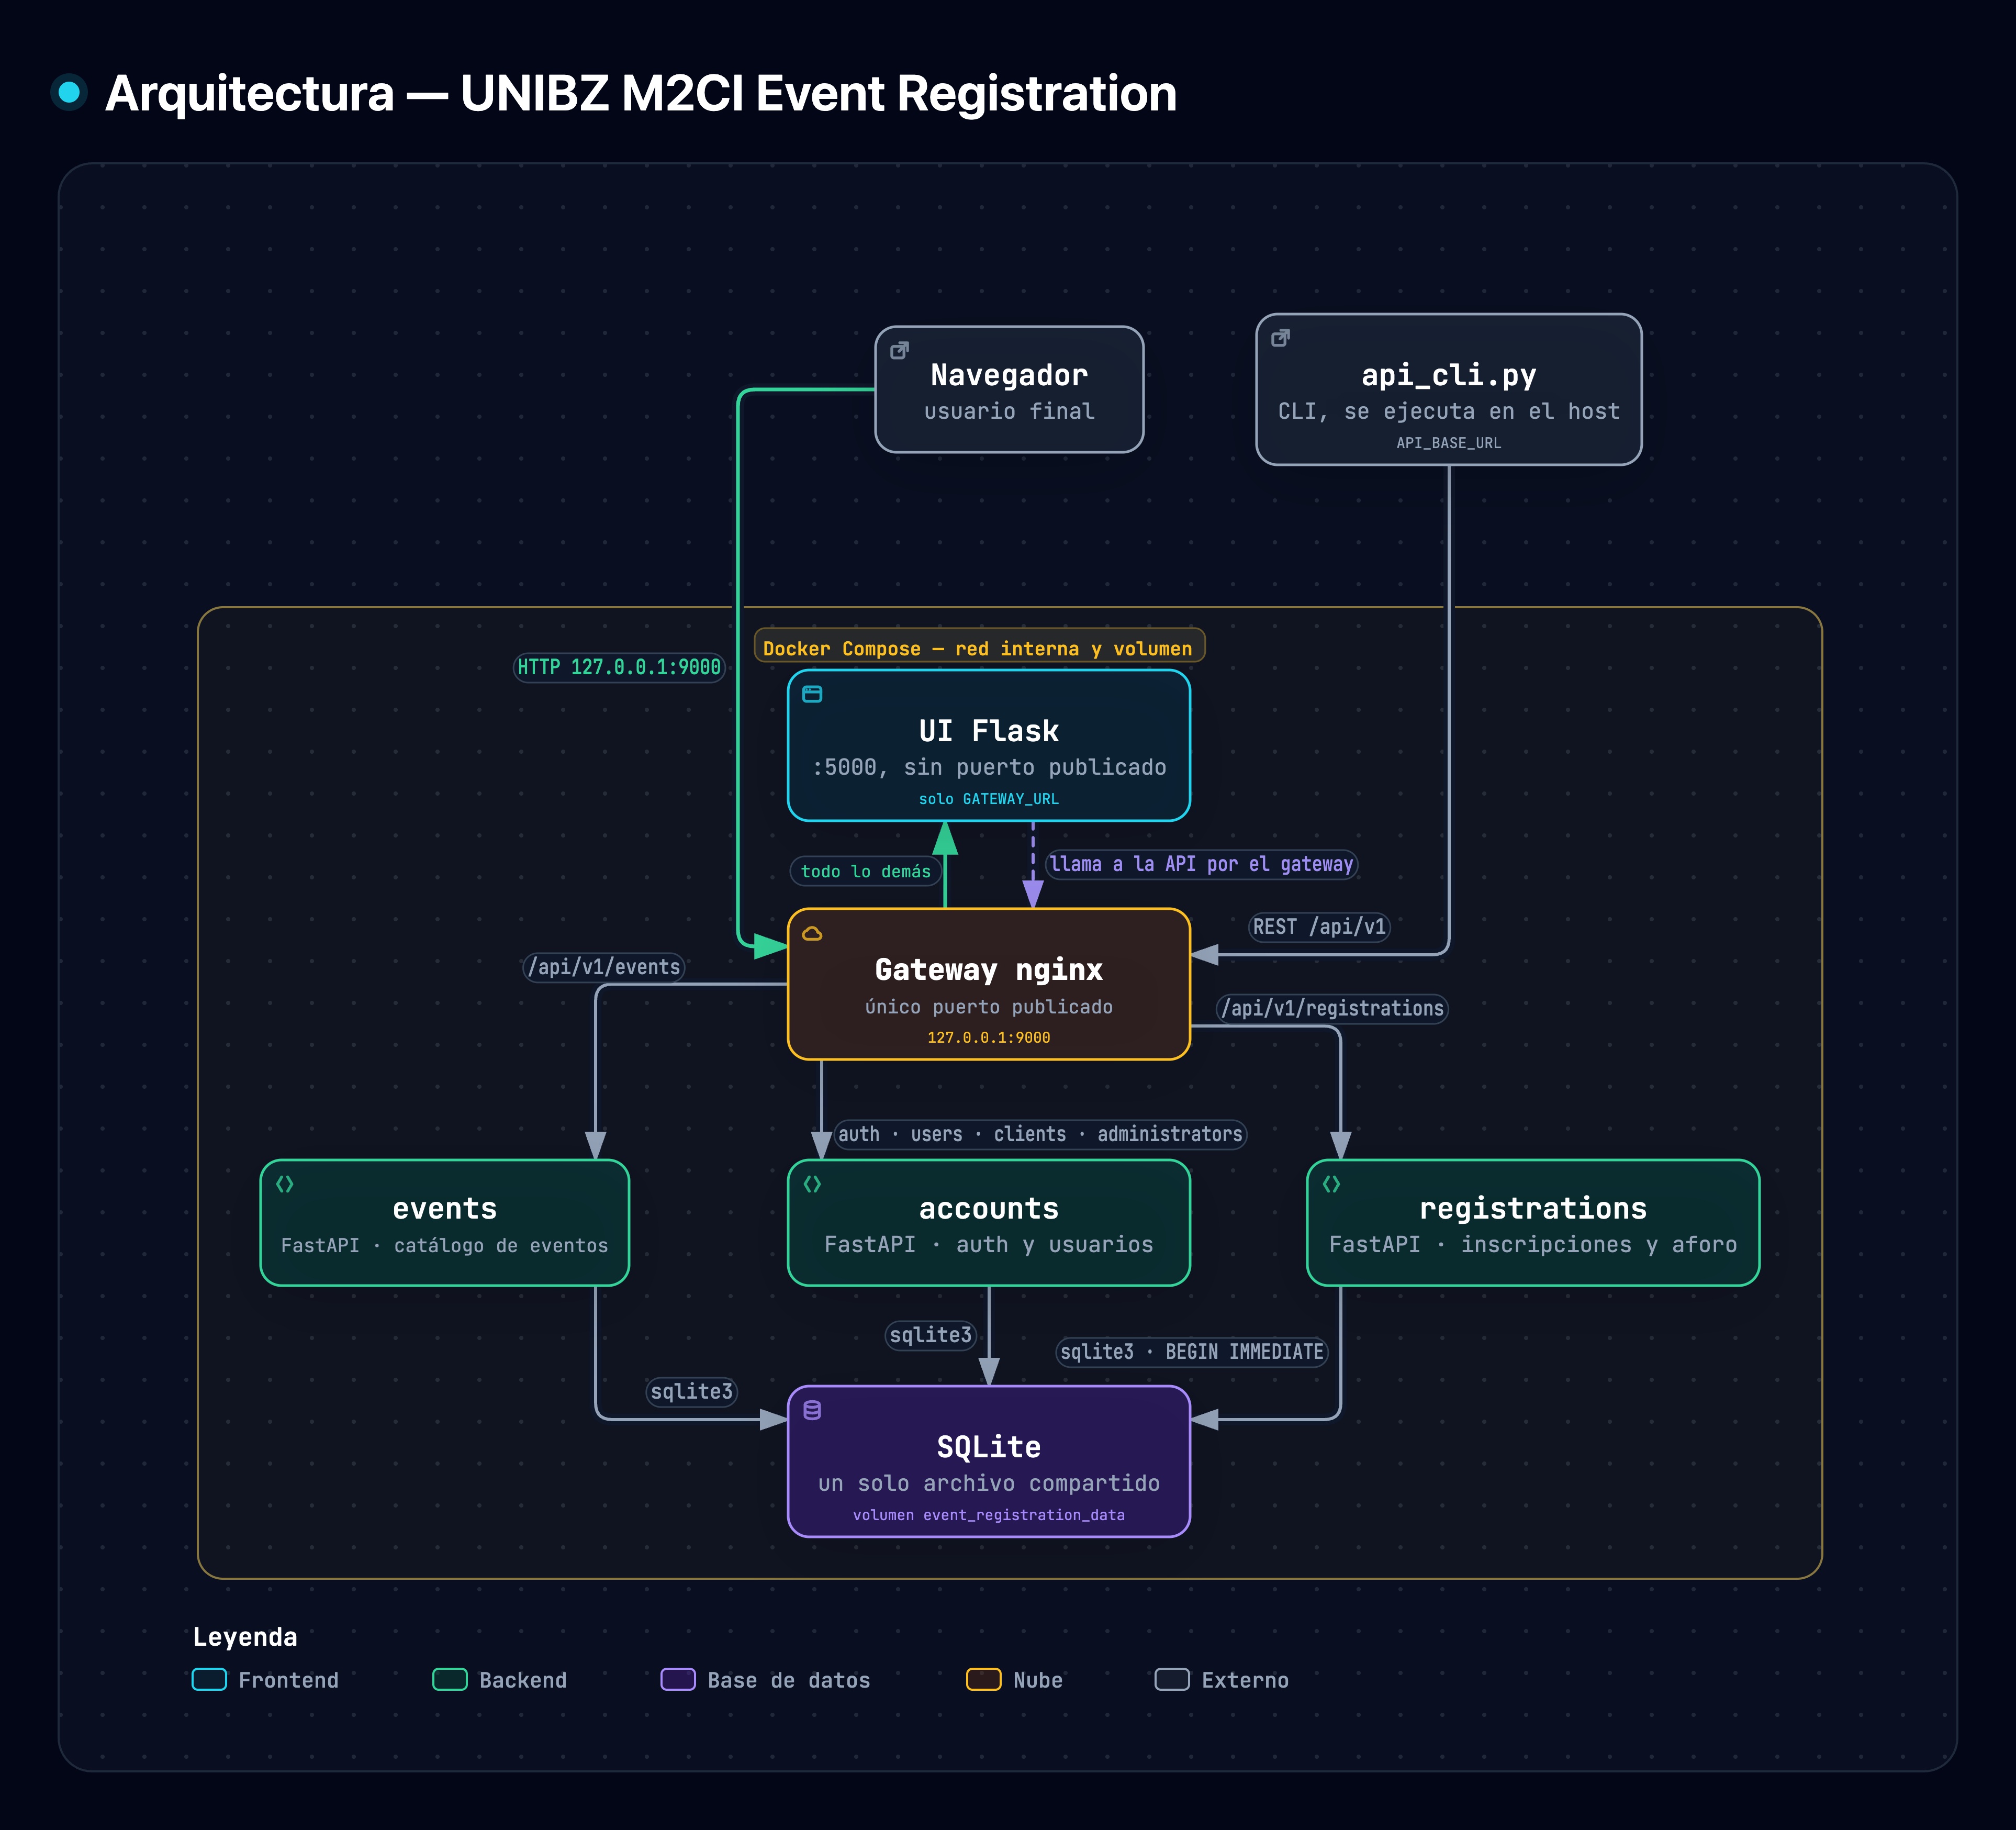 Arquitectura — UNIBZ M2CI Event Registration
Navegador
usuario final
api_cli.py
CLI, se ejecuta en el host
API_BASE_URL
Docker Compose — red interna y volumen
HTTP 127.0.0.1:9000
UI Flask
:5000, sin puerto publicado
solo GATEWAY_URL
todo lo demás
llama a la API por el gateway
REST /api/v1
/api/v1/events
Gateway nginx
único puerto publicado
127.0.0.1:9000
/api/v1/registrations
auth · users · clients · administrators
events
FastAPI · catálogo de eventos
accounts
FastAPI · auth y usuarios
registrations
FastAPI · inscripciones y aforo
sqlite3
sqlite3 · BEGIN IMMEDIATE
sqlite3
SQLite
un solo archivo compartido
volumen event_registration_data
Leyenda
Frontend
Backend
Base de datos
Nube
Externo